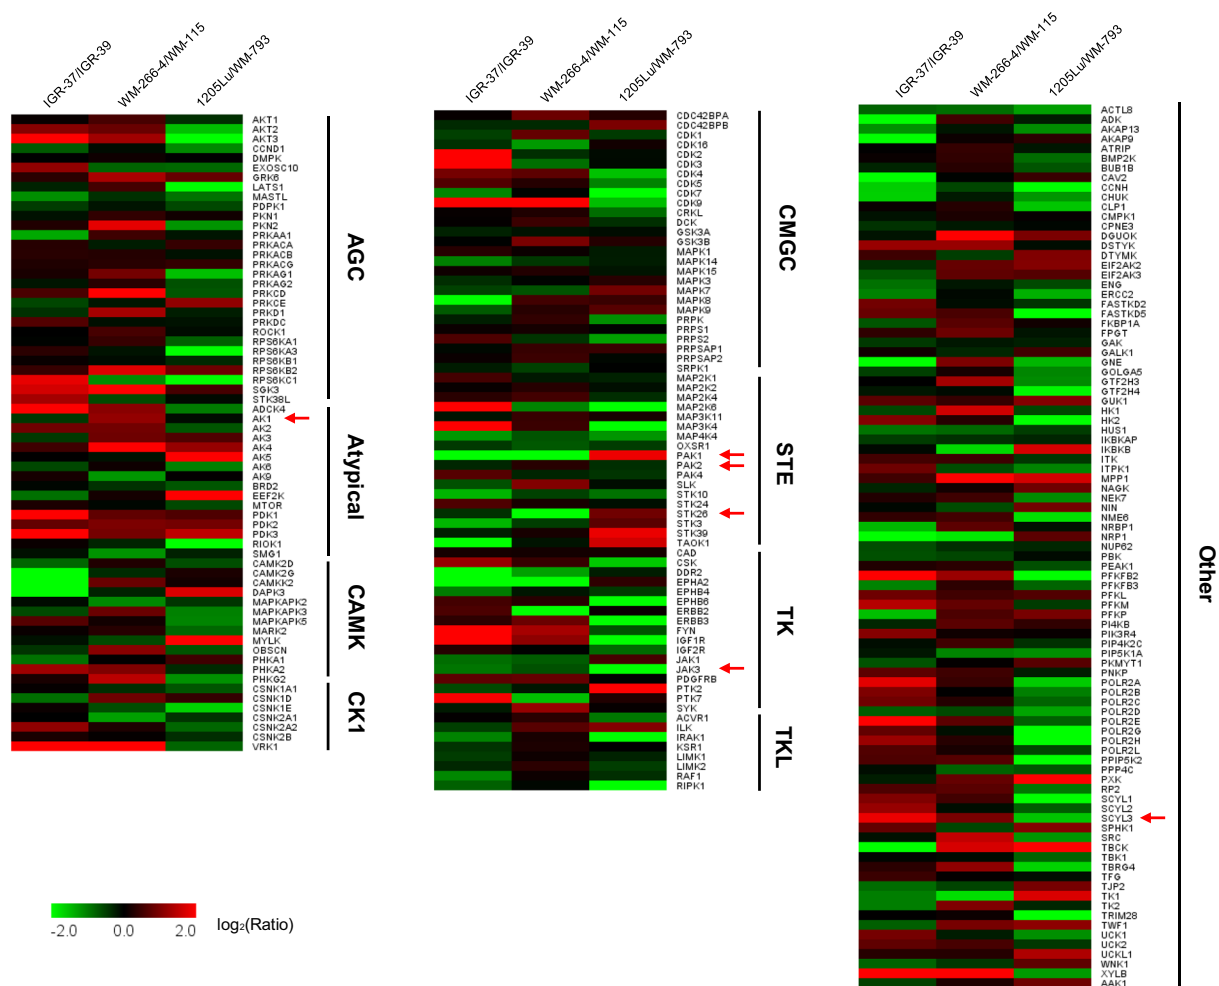 IGR-37/IGR-39
WM-266-4/WM-115
1205Lu/WM-793
AKT1
AKT2
AKT3
CCND1
DMPK
EXOSC10
GRK6
LATS1
MASTL
PDPK1
PKN1
PKN2
PRKAA1
PRKACA
PRKACB
PRKACG
PRKAG1
PRKAG2
PRKCD
PRKCE
PRKD1
PRKDC
ROCK1
RPS6KA1
RPS6KA3
RPS6KB1
RPS6KB2
RPS6KC1
SGK3
STK38L
AGC
ADCK4
AK1
AK2
AK3
AK4
AK5
AK6
AK9
BRD2
EEF2K
MTOR
PDK1
PDK2
PDK3
RIOK1
SMG1
Atypical
CAMK2D
CAMK2G
CAMKK2
DAPK3
MAPKAPK2
MAPKAPK3
MAPKAPK5
MARK2
MYLK
OBSCN
PHKA1
PHKA2
PHKG2
CAMK
CSNK1A1
CSNK1D
CSNK1E
CSNK2A1
CSNK2A2
CSNK2B
VRK1
CK1
-2.0 0.0 2.0
log₂(Ratio)
IGR-37/IGR-39
WM-266-4/WM-115
1205Lu/WM-793
CDC42BPA
CDC42BPB
CDK1
CDK16
CDK2
CDK3
CDK4
CDK5
CDK7
CDK9
CRKL
DCK
GSK3A
GSK3B
MAPK1
MAPK14
MAPK15
MAPK3
MAPK7
MAPK8
MAPK9
PRPK
PRPS1
PRPS2
PRPSAP1
PRPSAP2
SRPK1
CMGC
MAP2K1
MAP2K2
MAP2K4
MAP2K6
MAP3K11
MAP3K4
MAP4K4
OXSR1
PAK1
PAK2
PAK4
SLK
STK10
STK24
STK26
STK3
STK39
TAOK1
STE
CAD
CSK
DDR2
EPHA2
EPHB4
EPHB6
ERBB2
ERBB3
FYN
IGF1R
IGF2R
JAK1
JAK3
PDGFRB
PTK2
PTK7
SYK
TK
ACVR1
ILK
IRAK1
KSR1
LIMK1
LIMK2
RAF1
RIPK1
TKL
IGR-37/IGR-39
WM-266-4/WM-115
1205Lu/WM-793
ACTL8
ADK
AKAP13
AKAP9
ATRIP
BMP2K
BUB1B
CAV2
CCNH
CHUK
CLP1
CMPK1
CPNE3
DGUOK
DSTYK
DTYMK
EIF2AK2
EIF2AK3
ENG
ERCC2
FASTKD2
FASTKD5
FKBP1A
FPGT
GAK
GALK1
GNE
GOLGA5
GTF2H3
GTF2H4
GUK1
HK1
HK2
HUS1
IKBKAP
IKBKB
ITK
ITPK1
MPP1
NAGK
NEK7
NIN
NME6
NRBP1
NRP1
NUP62
PBK
PEAK1
PFKFB2
PFKFB3
PFKL
PFKM
PFKP
PI4KB
PIK3R4
PIP4K2C
PIP5K1A
PKMYT1
PNKP
POLR2A
POLR2B
POLR2C
POLR2D
POLR2E
POLR2G
POLR2H
POLR2L
PPIP5K2
PPP4C
PXK
RP2
SCYL1
SCYL2
SCYL3
SPHK1
SRC
TBCK
TBK1
TBRG4
TFG
TJP2
TK1
TK2
TRIM28
TWF1
UCK1
UCK2
UCKL1
WNK1
XYLB
AAK1
Other